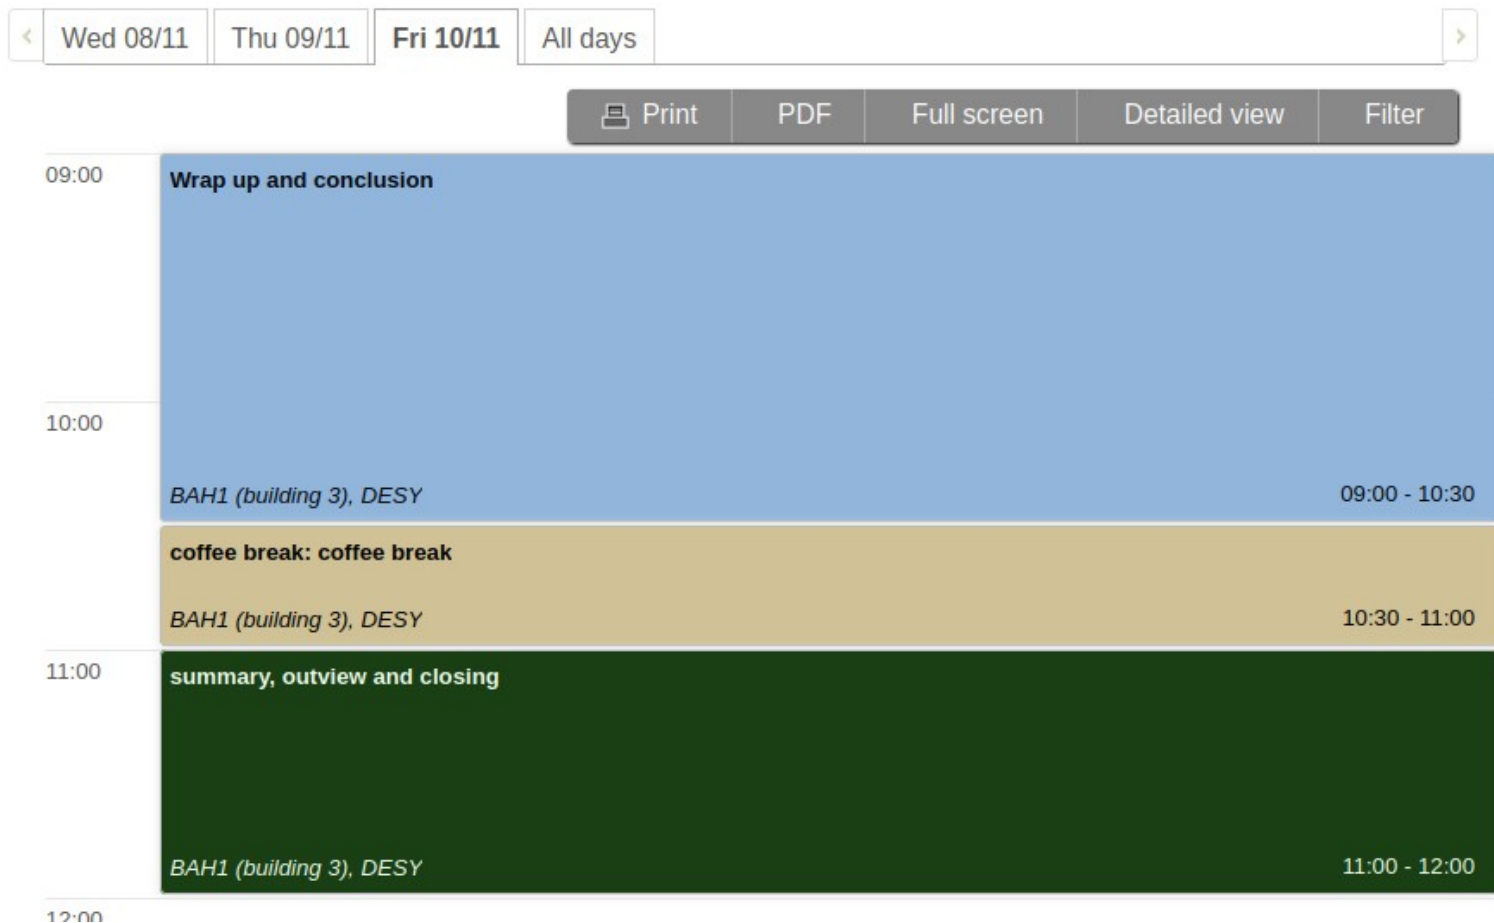 Wed 08/11 Thu 09/11 Fri 10/11 All days
Print PDF Full screen Detailed view Filter
09:00
Wrap up and conclusion
10:00
BAH1 (building 3), DESY 09:00 - 10:30
coffee break: coffee break
BAH1 (building 3), DESY 10:30 - 11:00
11:00
summary, outview and closing
BAH1 (building 3), DESY 11:00 - 12:00
12:00